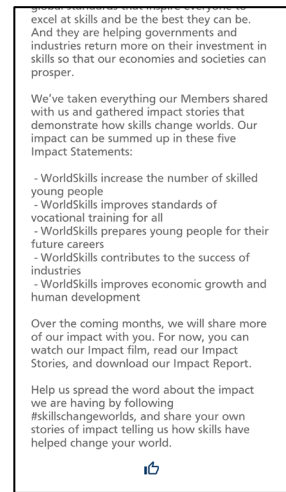 global standards that inspire everyone to
excel at skills and be the best they can be.
And they are helping governments and
industries return more on their investment in
skills so that our economies and societies can
prosper.
We've taken everything our Members shared
with us and gathered impact stories that
demonstrate how skills change worlds. Our
impact can be summed up in these five
Impact Statements:
- WorldSkills increase the number of skilled
young people
- WorldSkills improves standards of
vocational training for all
- WorldSkills prepares young people for their
future careers
- WorldSkills contributes to the success of
industries
- WorldSkills improves economic growth and
human development
Over the coming months, we will share more
of our impact with you. For now, you can
watch our Impact film, read our Impact
Stories, and download our Impact Report.
Help us spread the word about the impact
we are having by following
#skillschangeworlds, and share your own
stories of impact telling us how skills have
helped change your world.